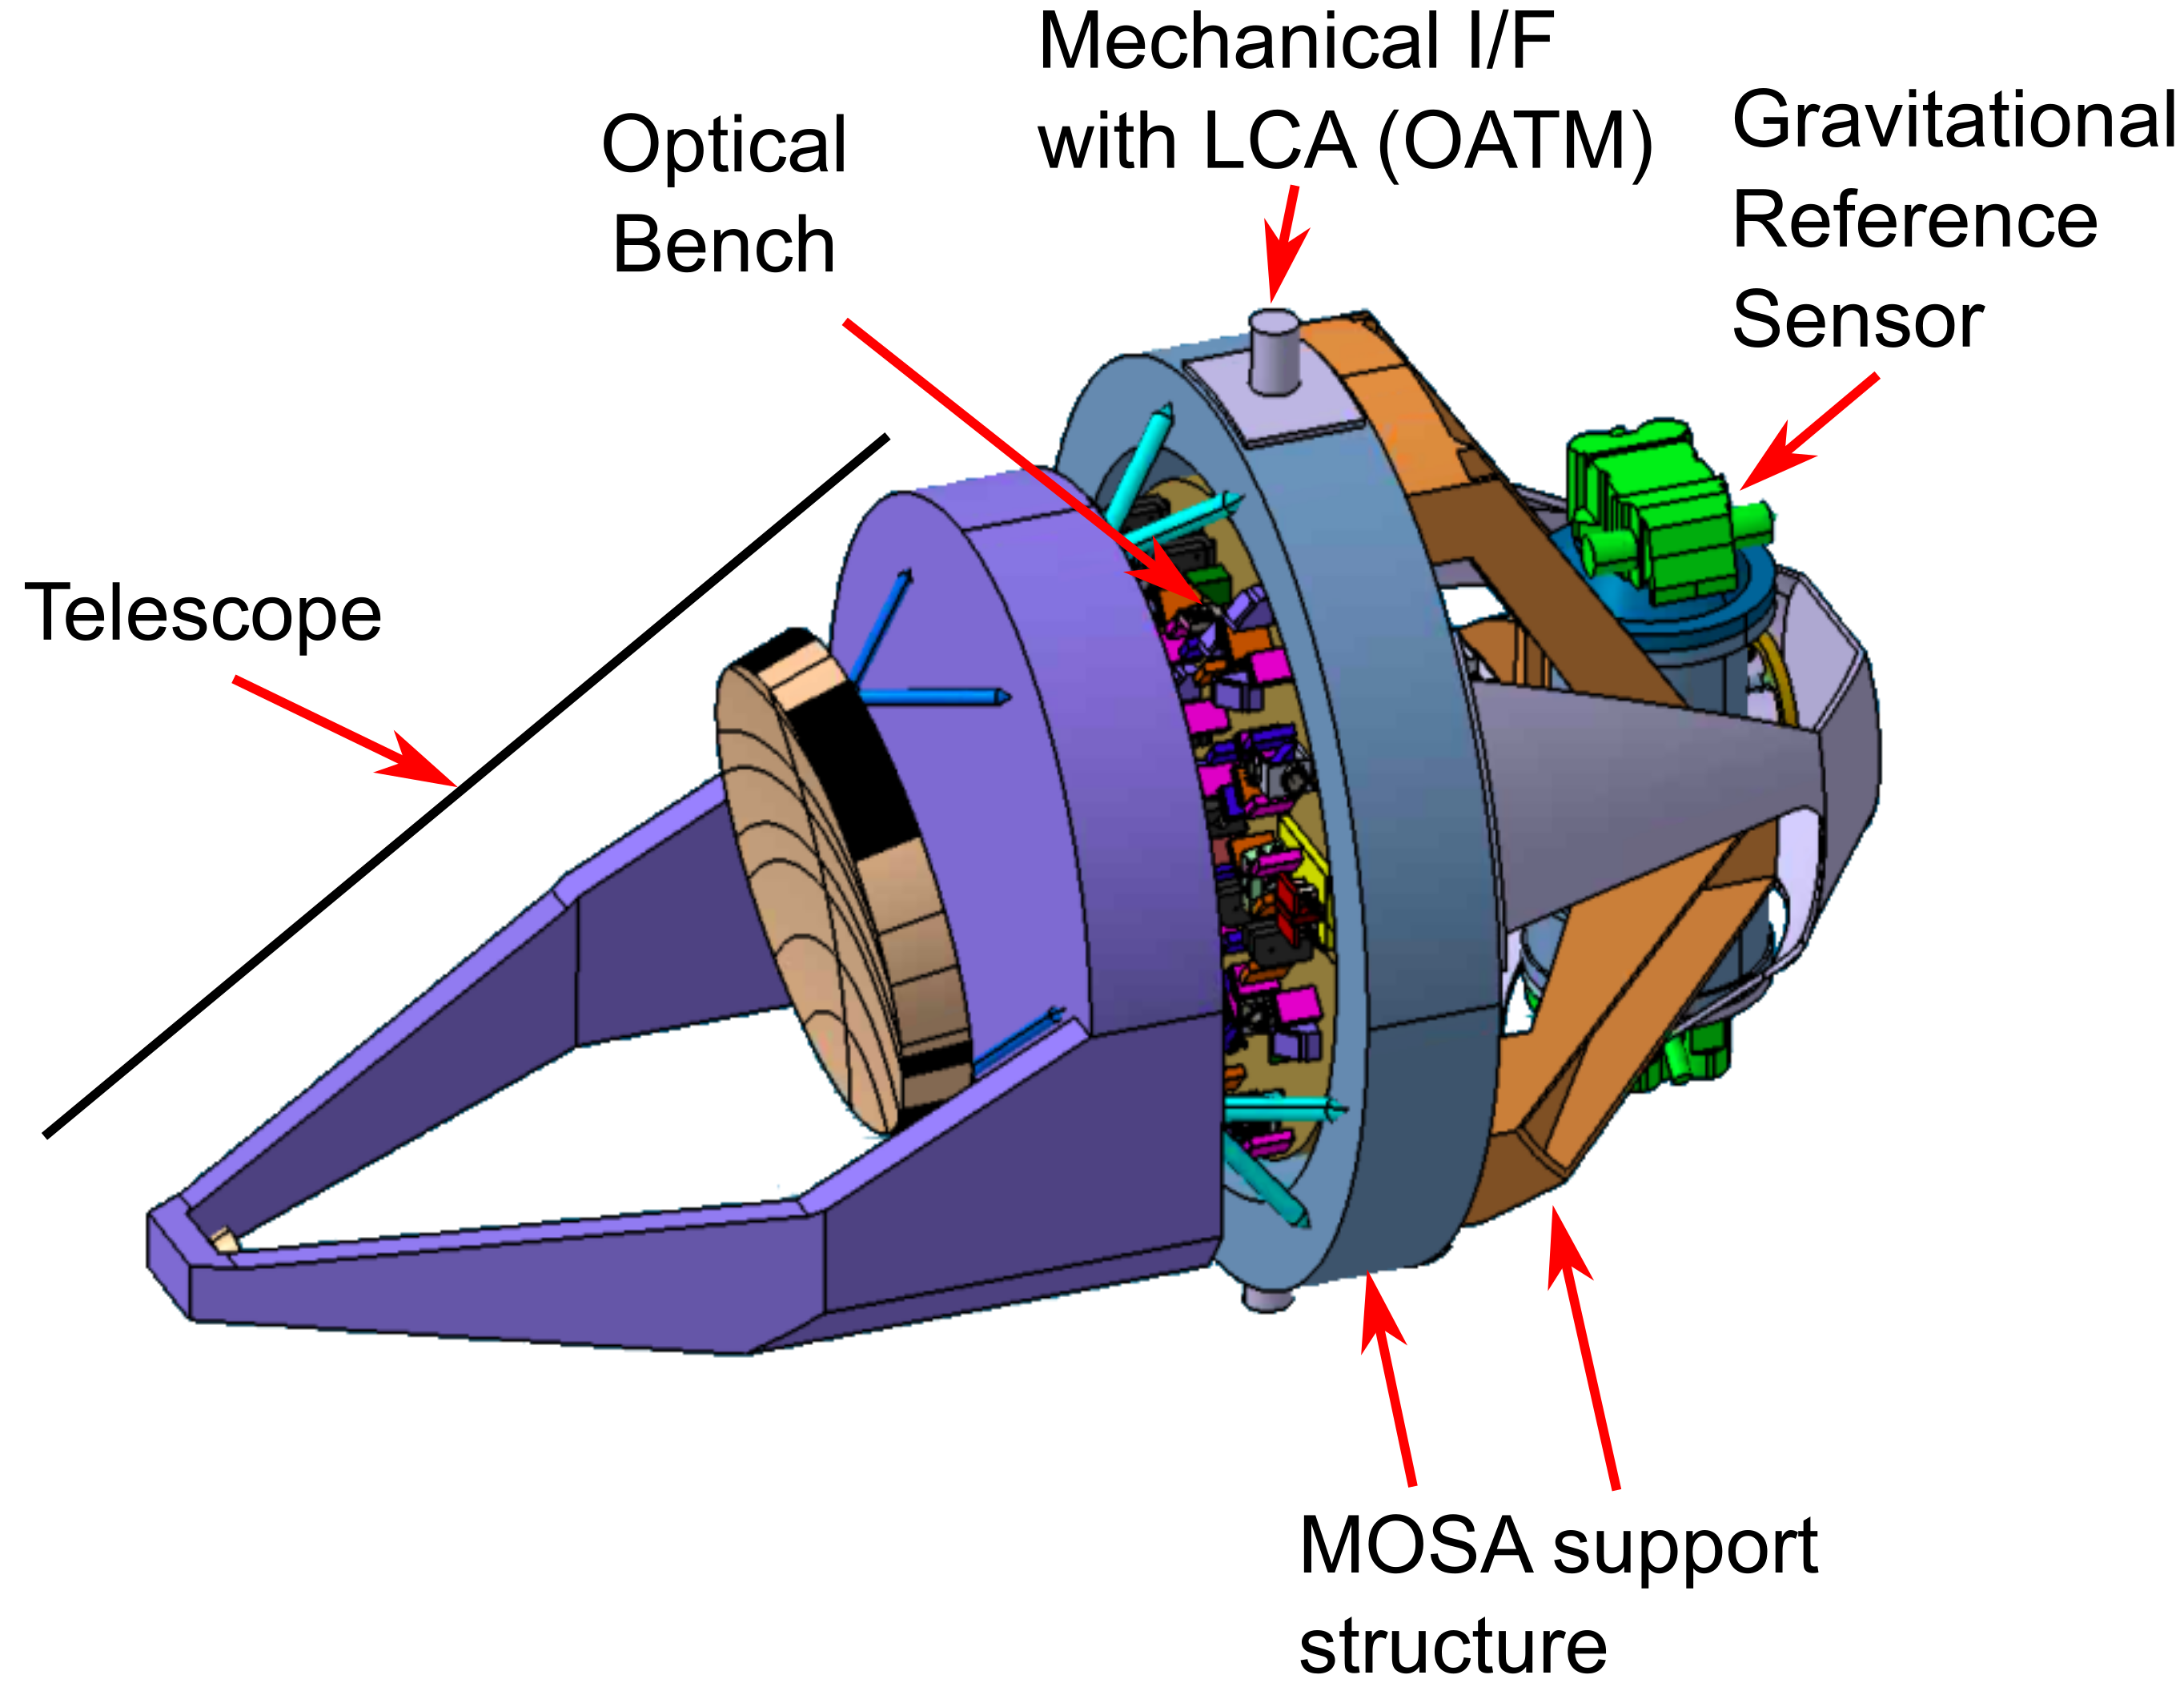 Mechanical I/F
with LCA (OATM)
Optical
Bench
Gravitational
Reference
Sensor
Telescope
MOSA support
structure